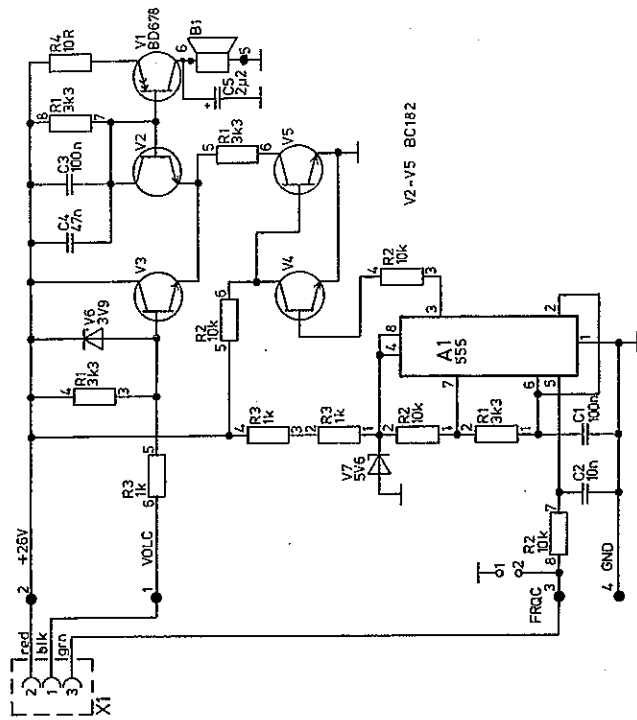 X1
2
1
3
red
blk
grn
2
+26V
1
VOLC
3
FRQC
4
GND
R3
1k
6
5
R1
3k3
4
3
V6
3V9
V3
C4
47n
C3
100n
R1
3k3
8
7
R4
10R
V1
BD678
V2
6
B1
5
+
C5
2µ2
R1
3k3
5
6
V5
V4
R2
10k
5
6
R2
10k
4
3
V2-V5 BC182
R3
1k
4
3
R3
1k
2
1
V7
5V6
R2
10k
2
1
R1
3k3
2
1
A1
555
4
8
3
7
6
5
2
1
C1
100n
C2
10n
R2
10k
8
7
1
2